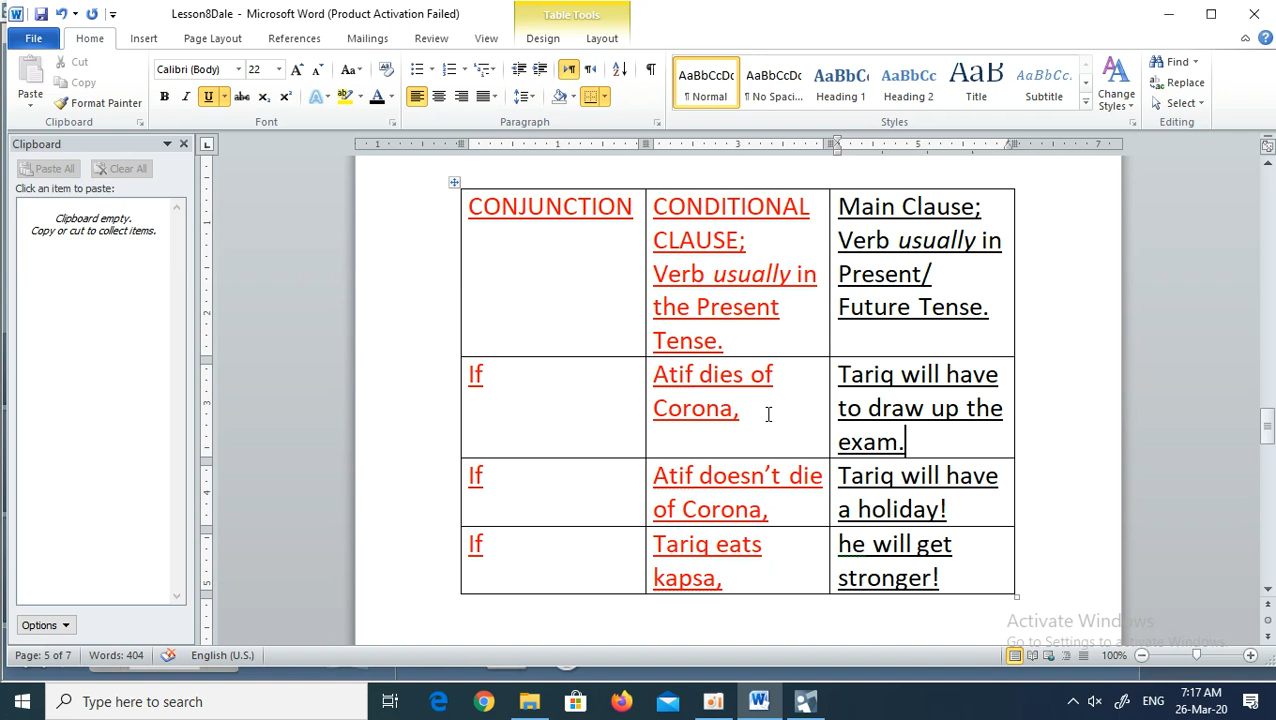 Lesson8Dale - Microsoft Word (Product Activation Failed)
Table Tools
File
Home
Insert
Page Layout
References
Mailings
Review
View
Design
Layout
Paste
Cut
Copy
Format Painter
Clipboard
Calibri (Body)
22
Font
Paragraph
AaBbCcDc
¶ Normal
AaBbCcDc
¶ No Spaci...
AaBbCc
Heading 1
AaBbCc
Heading 2
AaB
Title
AaBbCc.
Subtitle
Change
Styles
Styles
Find
Replace
Select
Editing
Clipboard
Paste All
Clear All
Click an item to paste:
Clipboard empty.
Copy or cut to collect items.
Options
CONJUNCTION
CONDITIONAL
CLAUSE;
Verb usually in
the Present
Tense.
Main Clause;
Verb usually in
Present/
Future Tense.
If
Atif dies of
Corona,
Tariq will have
to draw up the
exam.
If
Atif doesn’t die
of Corona,
Tariq will have
a holiday!
If
Tariq eats
kapsa,
he will get
stronger!
Activate Windows
Go to Settings to activate Windows.
Page: 5 of 7
Words: 404
English (U.S.)
100%
Type here to search
ENG
7:17 AM
26-Mar-20